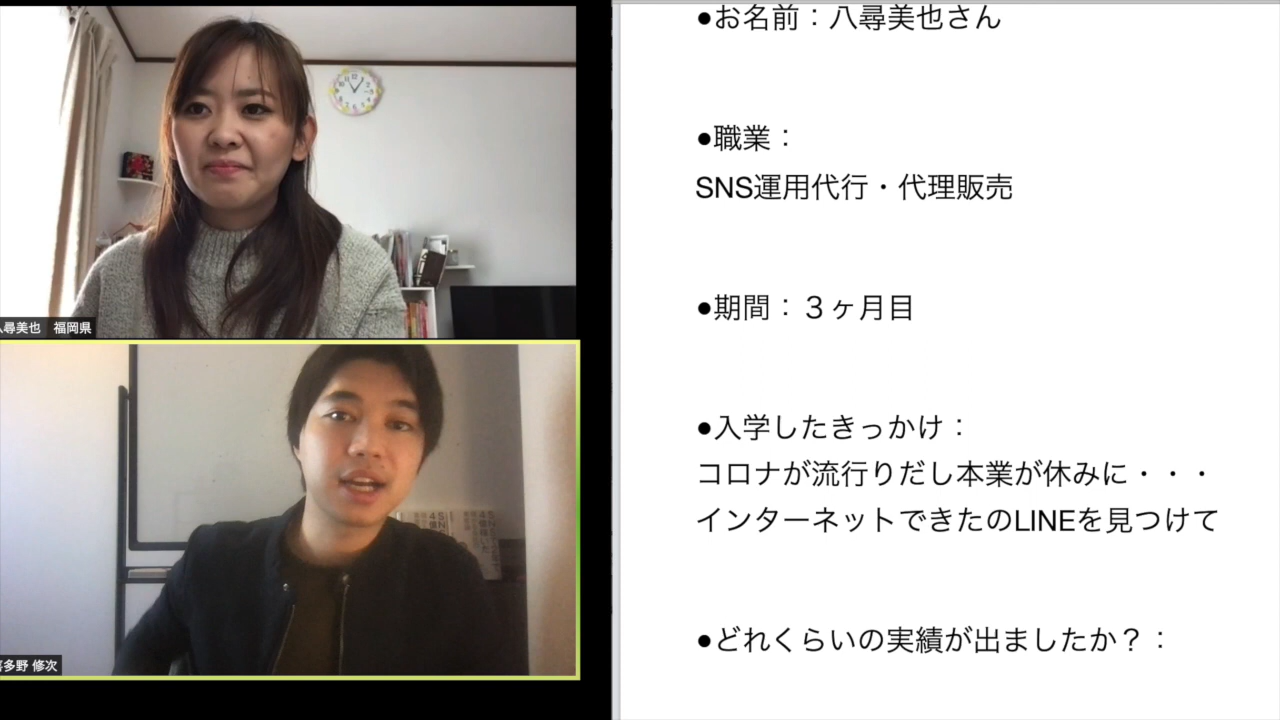 ●お名前：八尋美也さん
●職業：
SNS運用代行・代理販売
●期間：３ヶ月目
●入学したきっかけ：
コロナが流行りだし本業が休みに・・・
インターネットできたのLINEを見つけて
●どれくらいの実績が出ましたか？：
八尋美也　福岡県
喜多野 修次